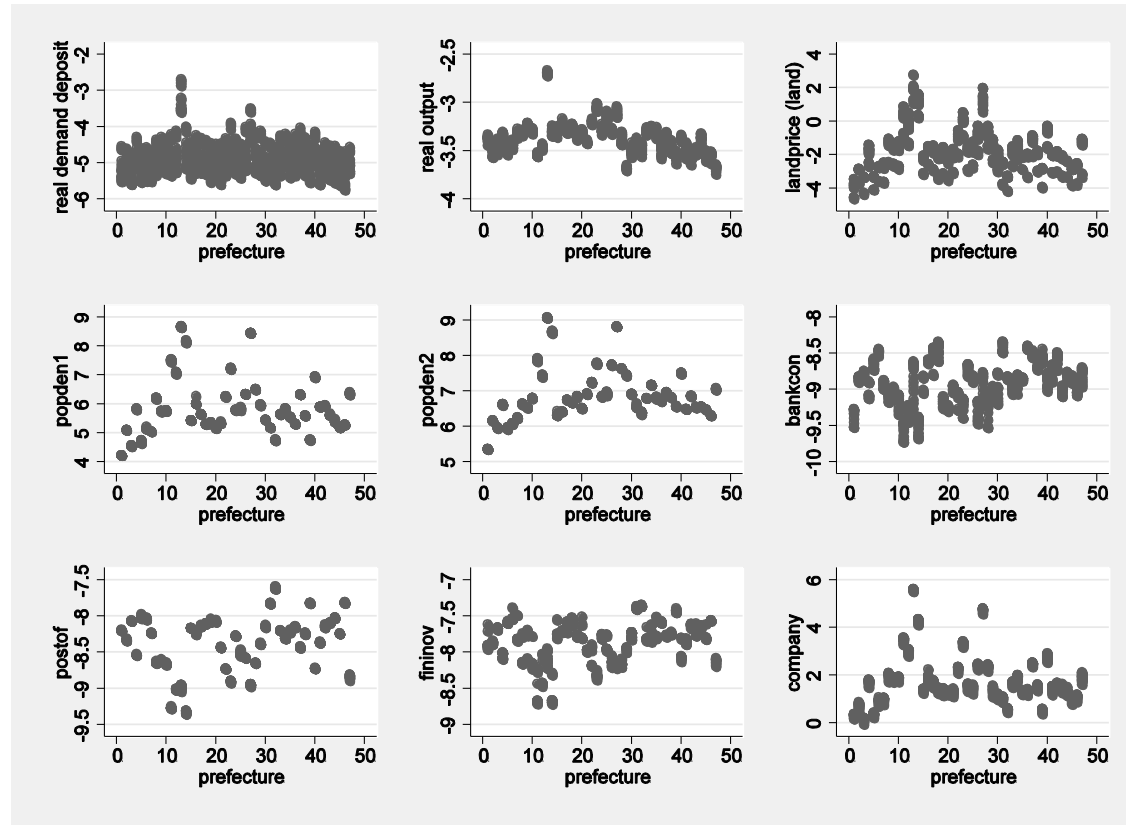 real demand deposit
-2
-3
-4
-5
-6
0 10 20 30 40 50
prefecture
real output
-2.5
-3
-3.5
-4
0 10 20 30 40 50
prefecture
landprice (land)
4
2
0
-2
-4
0 10 20 30 40 50
prefecture
popden1
9
8
7
6
5
4
0 10 20 30 40 50
prefecture
popden2
9
8
7
6
5
0 10 20 30 40 50
prefecture
bankcon
-8
-8.5
-9
-9.5
-10
0 10 20 30 40 50
prefecture
postof
-7.5
-8
-8.5
-9
-9.5
0 10 20 30 40 50
prefecture
fininov
-7
-7.5
-8
-8.5
-9
0 10 20 30 40 50
prefecture
company
6
4
2
0
0 10 20 30 40 50
prefecture